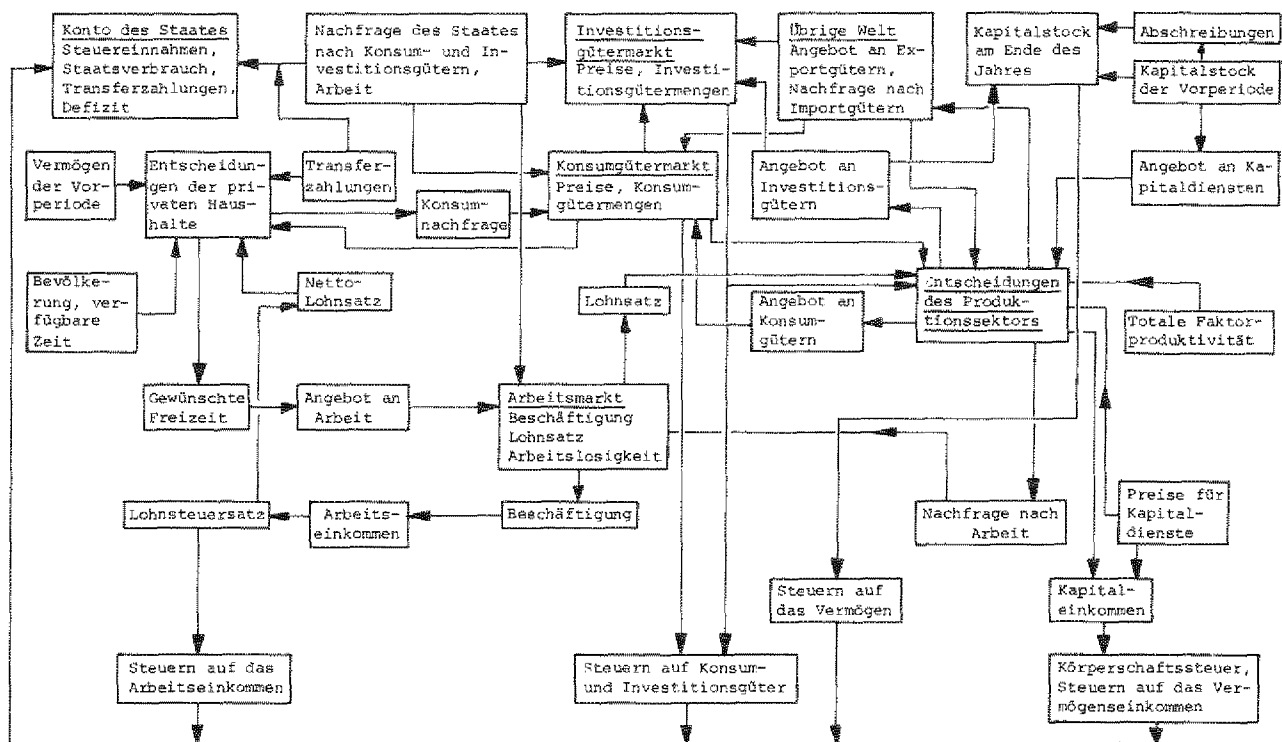 Konto des Staates
Steuereinnahmen,
Staatsverbrauch,
Transferzahlungen,
Defizit
Nachfrage des Staates
nach Konsum- und In-
vestitionsgütern,
Arbeit
Investitions-
gütermarkt
Preise, Investi-
tionsgütermengen
Übrige Welt
Angebot an Ex-
portgütern,
Nachfrage nach
Importgütern
Kapitalstock
am Ende des
Jahres
Abschreibungen
Kapitalstock
der Vorperiode
Vermögen
der Vor-
periode
Entscheidun-
gen der pri-
vaten Haus-
halte
Transfer-
zahlungen
Konsum-
nachfrage
Konsumgütermarkt
Preise, Konsum-
gütermengen
Angebot an
Investitions-
gütern
Angebot an Ka-
pitaldiensten
Bevölke-
rung, ver-
fügbare
Zeit
Netto-
Lohnsatz
Lohnsatz
Angebot an
Konsum-
gütern
Entscheidungen
des Produk-
tionssektors
Totale Faktor-
produktivität
Gewünschte
Freizeit
Angebot an
Arbeit
Arbeitsmarkt
Beschäftigung
Lohnsatz
Arbeitslosigkeit
Lohnsteuersatz
Arbeits-
einkommen
Beschäftigung
Nachfrage nach
Arbeit
Preise für
Kapital-
dienste
Steuern auf
das Vermögen
Kapital-
einkommen
Steuern auf das
Arbeitseinkommen
Steuern auf Konsum-
und Investitionsgüter
Körperschaftssteuer,
Steuern auf das Ver-
mögenseinkommen